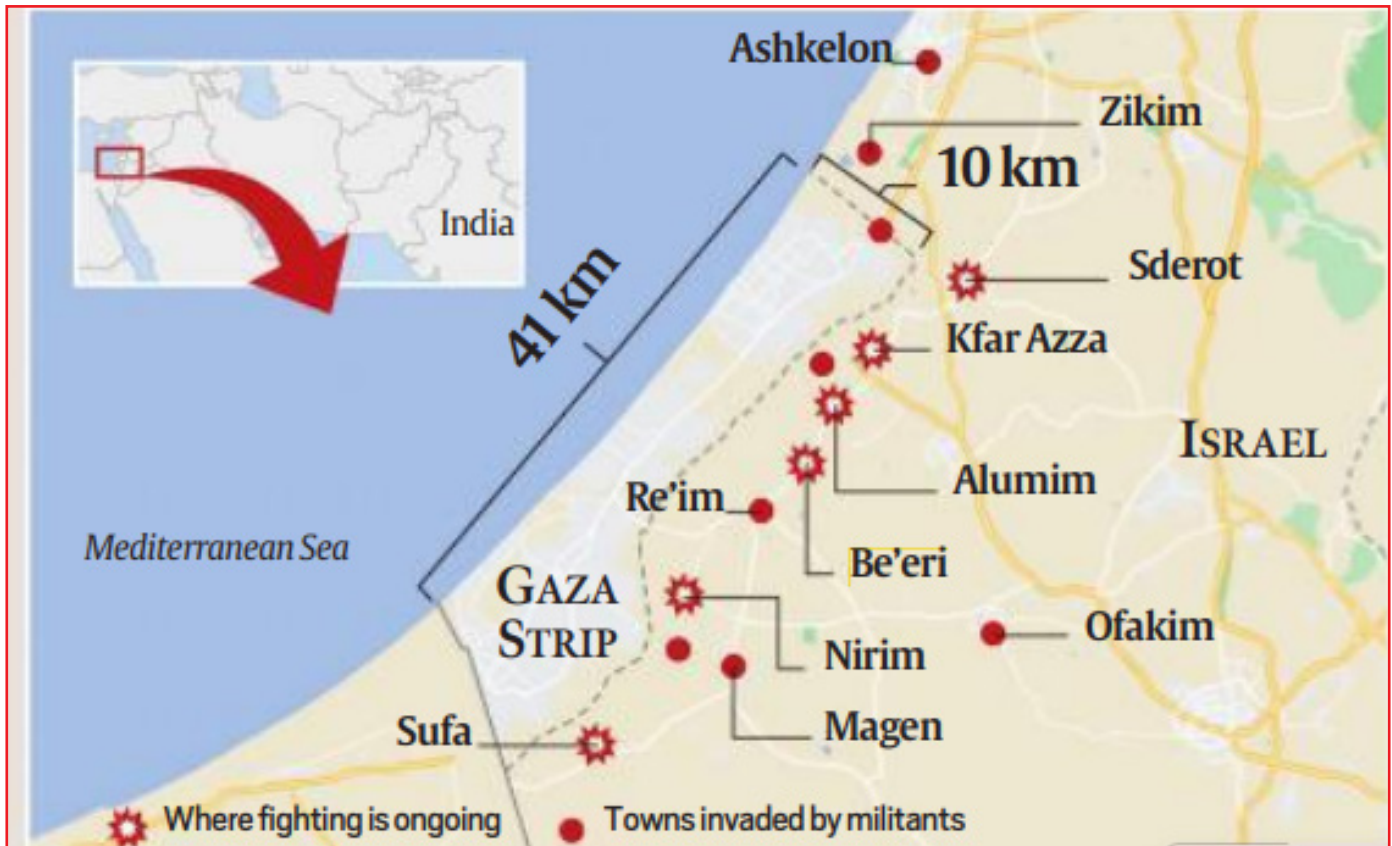 Ashkelon
Zikim
10 km
India
Sderot
41 km
Kfar Azza
ISRAEL
Alumim
Re’im
Mediterranean Sea
Be’eri
GAZA
STRIP
Ofakim
Nirim
Magen
Sufa
Where fighting is ongoing
Towns invaded by militants